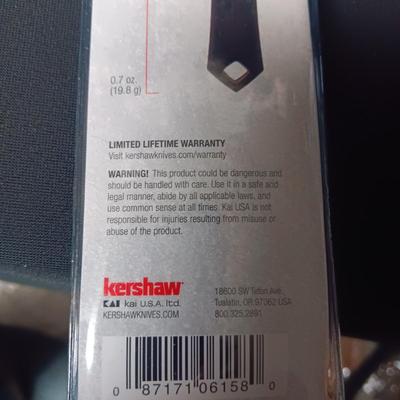 0.7 oz.
(19.8 g)
LIMITED LIFETIME WARRANTY
Visit kershawknives.com/warranty
WARNING! This product could be dangerous and
should be handled with care. Use it in a safe and
legal manner, abide by all applicable laws, and
use common sense at all times. Kai USA is not
responsible for injuries resulting from misuse or
abuse of the product.
kershaw
KAI kai U.S.A. ltd.
KERSHAWKNIVES.COM
18600 SW Teton Ave.
Tualatin, OR 97062 USA
800.325.2891
0 87171 06158 0